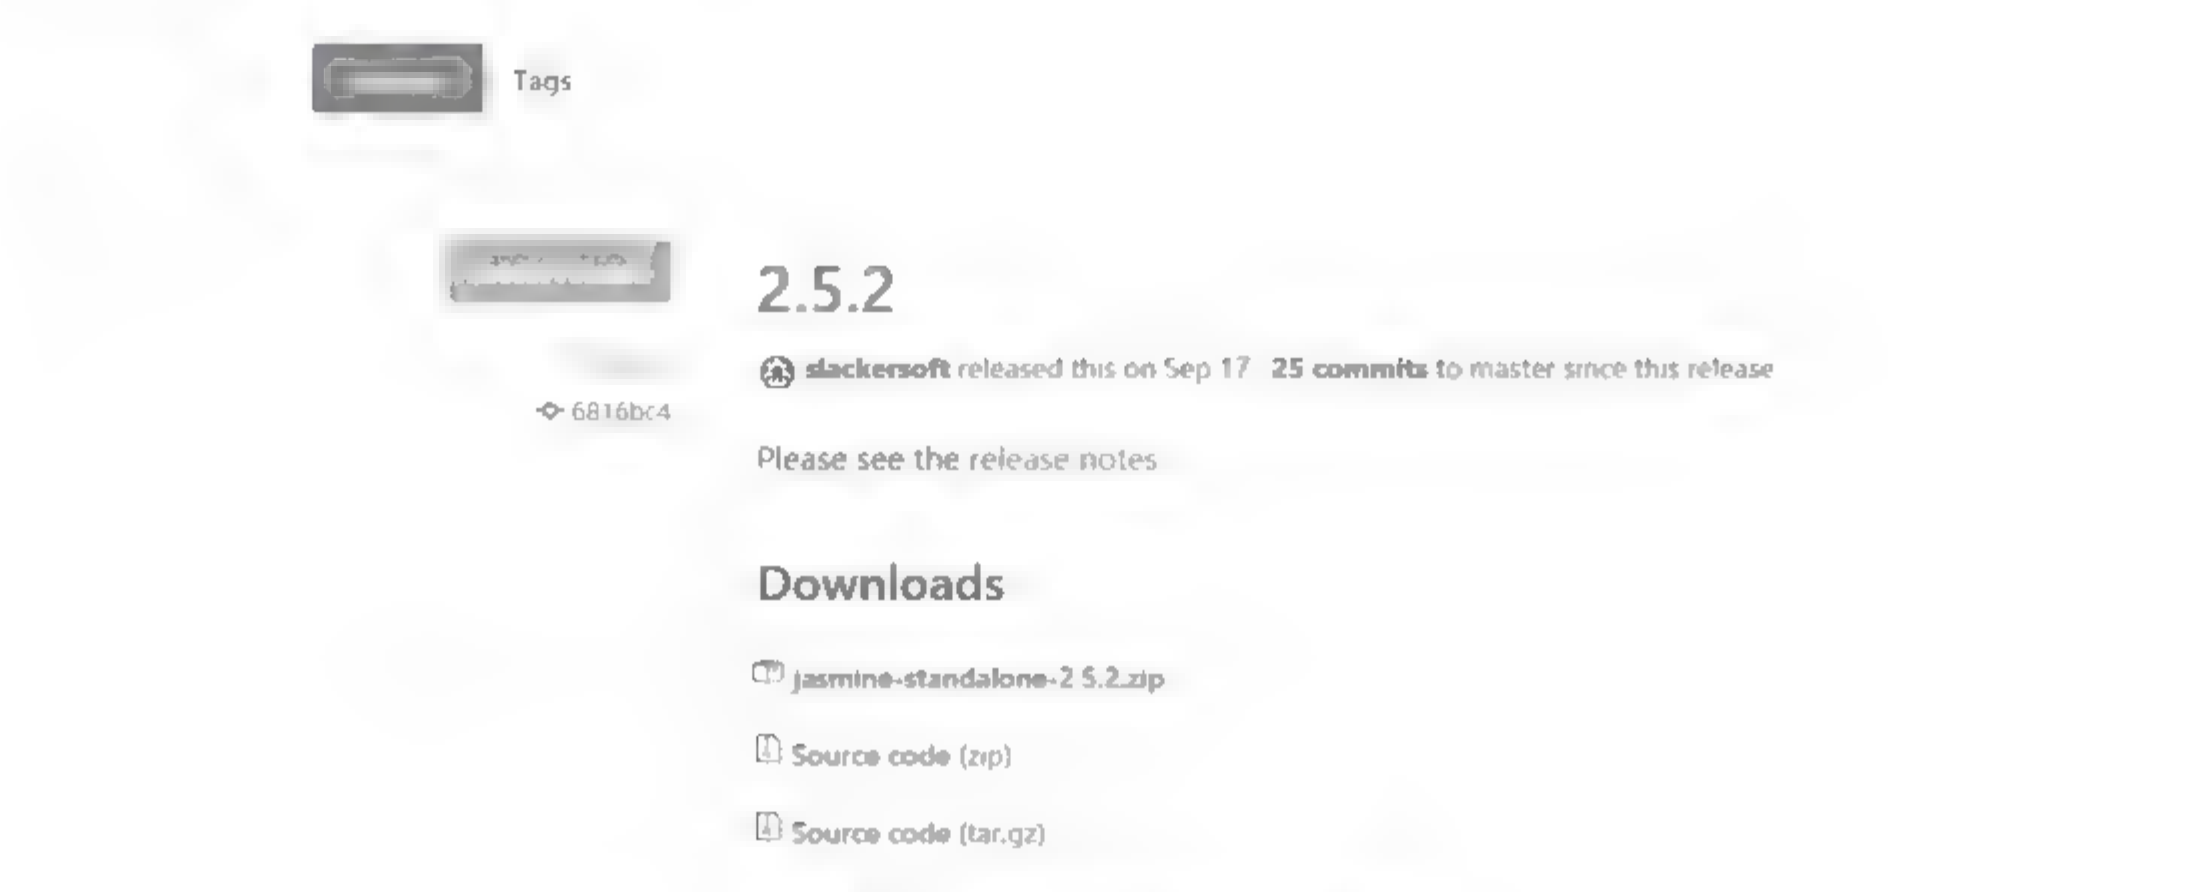 Tags
2.5.2
slackersoft released this on Sep 17 25 commits to master since this release
6816bc4
Please see the release notes
Downloads
jasmine-standalone-2.5.2.zip
Source code (zip)
Source code (tar.gz)